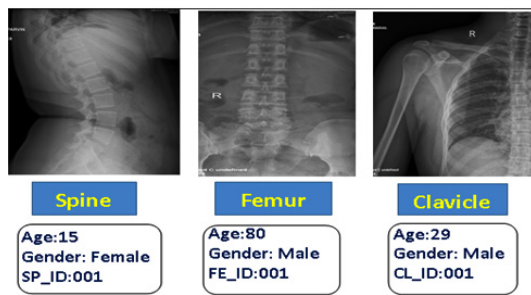 R
R
Spine
Femur
Clavicle
Age:15
Gender: Female
SP_ID:001
Age:80
Gender: Male
FE_ID:001
Age:29
Gender: Male
CL_ID:001